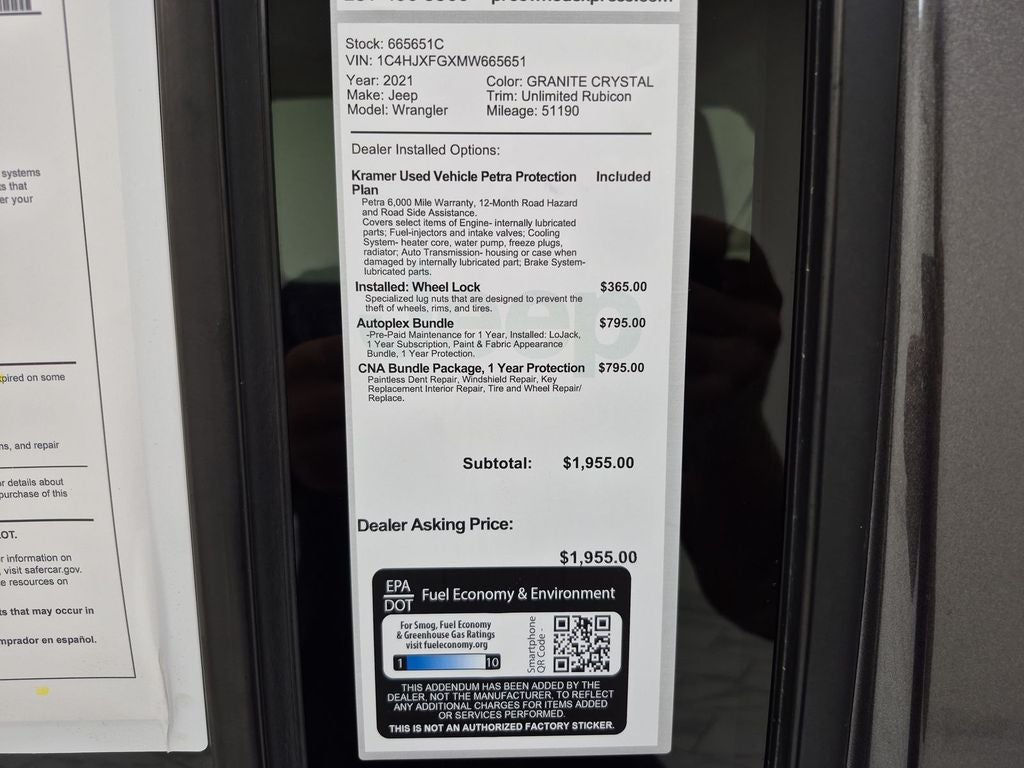 systems
s that
er your
pired on some
ns, and repair
r details about
purchase of this
OT.
r information on
, visit safercar.gov.
e resources on
ts that may occur in
mprador en español.
Stock: 665651C
VIN: 1C4HJXFGXMW665651
Year: 2021 Color: GRANITE CRYSTAL
Make: Jeep Trim: Unlimited Rubicon
Model: Wrangler Mileage: 51190
Dealer Installed Options:
Kramer Used Vehicle Petra Protection Included
Plan
Petra 6,000 Mile Warranty, 12-Month Road Hazard
and Road Side Assistance.
Covers select items of Engine- internally lubricated
parts; Fuel-injectors and intake valves; Cooling
System- heater core, water pump, freeze plugs,
radiator; Auto Transmission- housing or case when
damaged by internally lubricated part; Brake System-
lubricated parts.
Installed: Wheel Lock $365.00
Specialized lug nuts that are designed to prevent the
theft of wheels, rims, and tires.
Autoplex Bundle $795.00
-Pre-Paid Maintenance for 1 Year, Installed: LoJack,
1 Year Subscription, Paint & Fabric Appearance
Bundle, 1 Year Protection.
CNA Bundle Package, 1 Year Protection $795.00
Paintless Dent Repair, Windshield Repair, Key
Replacement Interior Repair, Tire and Wheel Repair/
Replace.
Jeep
Subtotal: $1,955.00
Dealer Asking Price:
$1,955.00
EPA
DOT Fuel Economy & Environment
For Smog, Fuel Economy
& Greenhouse Gas Ratings
visit fueleconomy.org
1 10
Smartphone
QR Code -
THIS ADDENDUM HAS BEEN ADDED BY THE
DEALER, NOT THE MANUFACTURER, TO REFLECT
ANY ADDITIONAL CHARGES FOR ITEMS ADDED
OR SERVICES PERFORMED.
THIS IS NOT AN AUTHORIZED FACTORY STICKER.